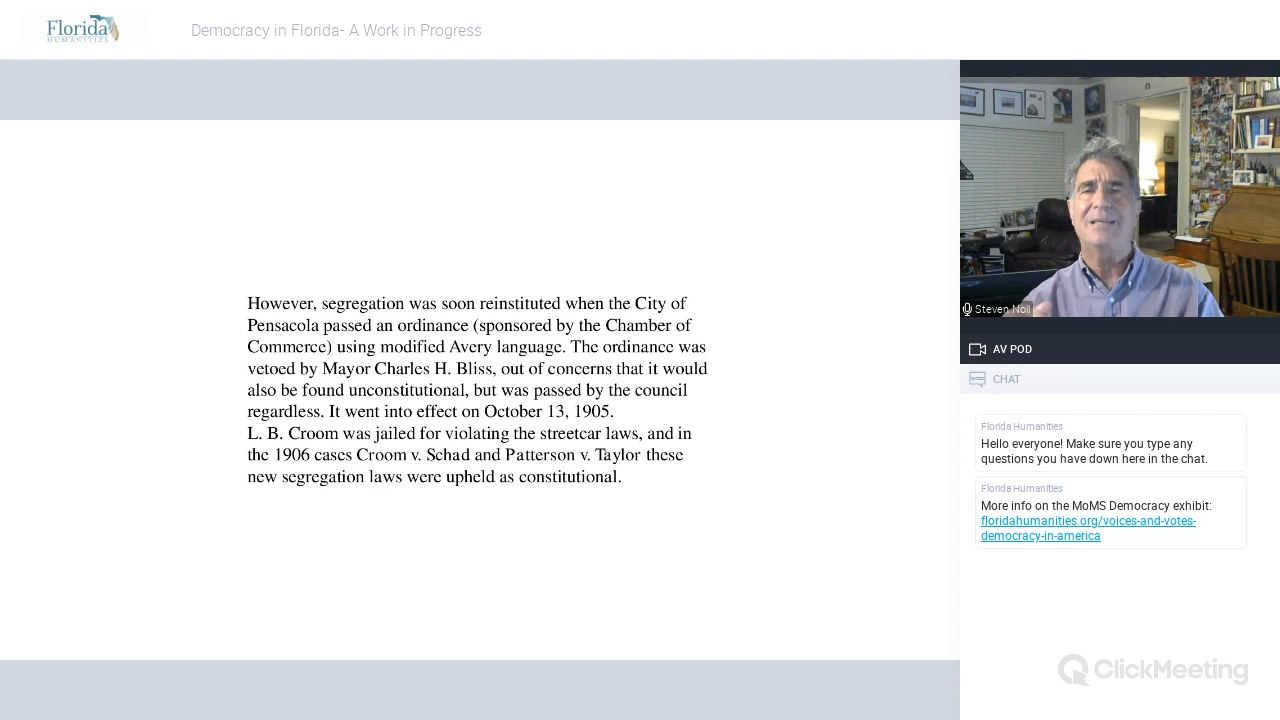 Florida
HUMANITIES
Democracy in Florida- A Work in Progress
However, segregation was soon reinstituted when the City of
Pensacola passed an ordinance (sponsored by the Chamber of
Commerce) using modified Avery language. The ordinance was
vetoed by Mayor Charles H. Bliss, out of concerns that it would
also be found unconstitutional, but was passed by the council
regardless. It went into effect on October 13, 1905.
L. B. Croom was jailed for violating the streetcar laws, and in
the 1906 cases Croom v. Schad and Patterson v. Taylor these
new segregation laws were upheld as constitutional.
Steven Noll
AV POD
CHAT
Florida Humanities
Hello everyone! Make sure you type any
questions you have down here in the chat.
Florida Humanities
More info on the MoMS Democracy exhibit:
floridahumanities.org/voices-and-votes-
democracy-in-america
ClickMeeting